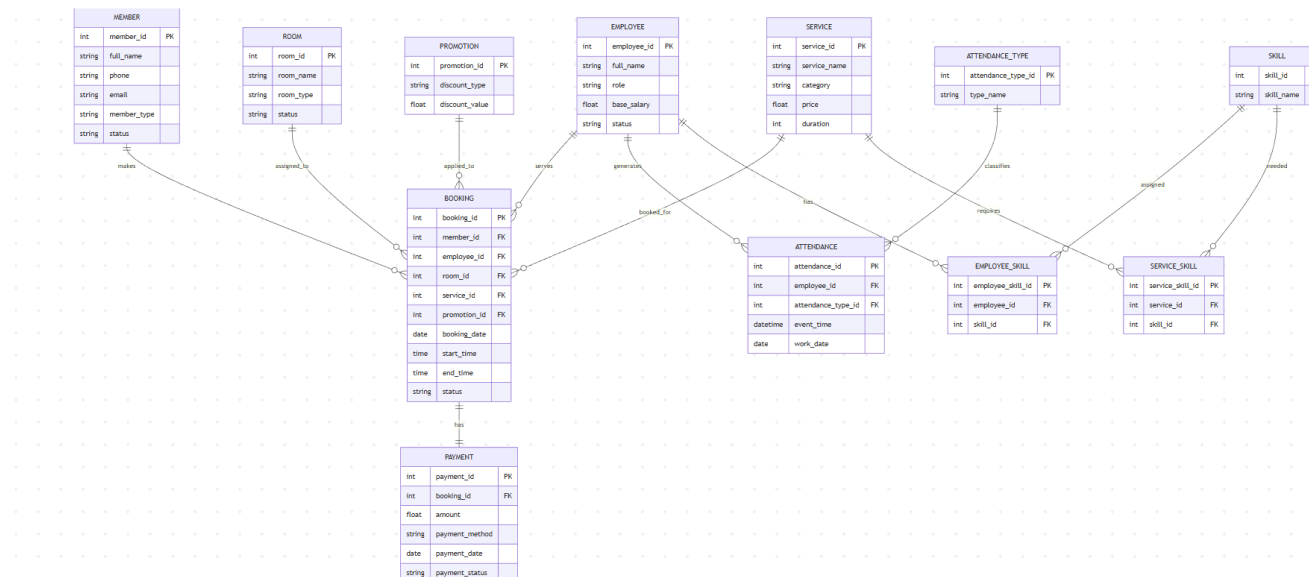 MEMBER
int member_id PK
string full_name
string phone
string email
string member_type
string status
ROOM
int room_id PK
string room_name
string room_type
string status
PROMOTION
int promotion_id PK
string discount_type
float discount_value
EMPLOYEE
int employee_id PK
string full_name
string role
float base_salary
string status
SERVICE
int service_id PK
string service_name
string category
float price
int duration
ATTENDANCE_TYPE
int attendance_type_id PK
string type_name
SKILL
int skill_id
string skill_name
makes
assigned_to
applied_to
serves
generates
booked_for
classifies
has
requires
assigned
needed
BOOKING
int booking_id PK
int member_id FK
int employee_id FK
int room_id FK
int service_id FK
int promotion_id FK
date booking_date
time start_time
time end_time
string status
ATTENDANCE
int attendance_id PK
int employee_id FK
int attendance_type_id FK
datetime event_time
date work_date
EMPLOYEE_SKILL
int employee_skill_id PK
int employee_id FK
int skill_id FK
SERVICE_SKILL
int service_skill_id PK
int service_id FK
int skill_id FK
has
PAYMENT
int payment_id PK
int booking_id FK
float amount
string payment_method
date payment_date
string payment_status